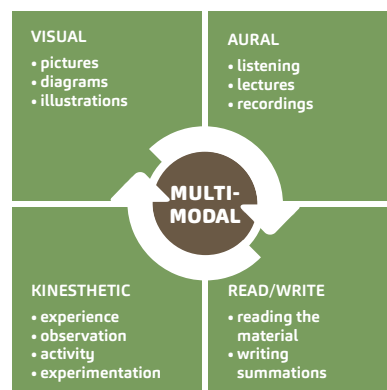 VISUAL
• pictures
• diagrams
• illustrations
AURAL
• listening
• lectures
• recordings
MULTI-
MODAL
KINESTHETIC
• experience
• observation
• activity
• experimentation
READ/WRITE
• reading the
material
• writing
summations